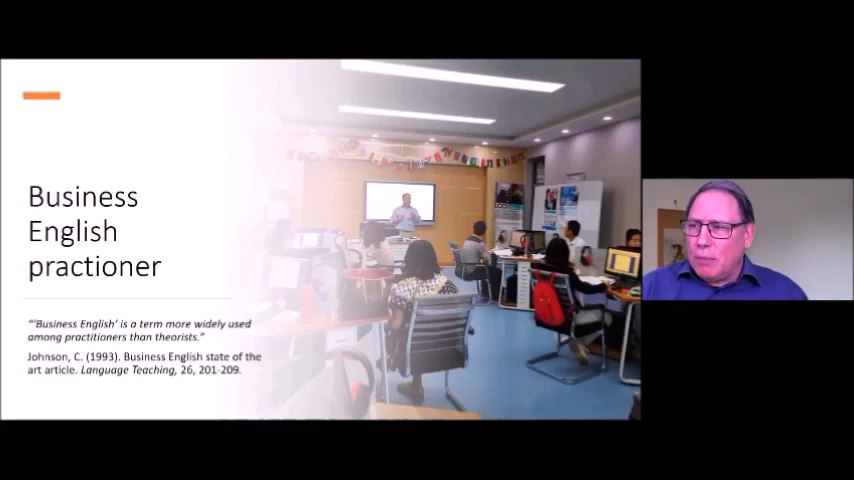 Business
English
practioner
“‘Business English’ is a term more widely used
among practitioners than theorists.”
Johnson, C. (1993). Business English state of the
art article. Language Teaching, 26, 201-209.